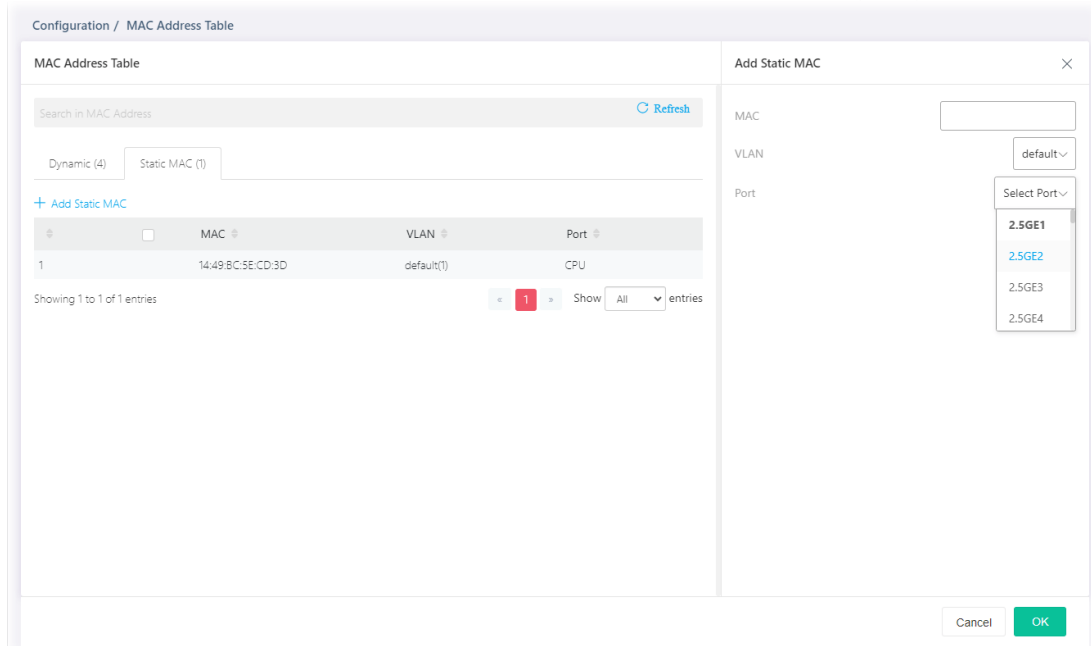 Configuration / MAC Address Table
MAC Address Table
Search in MAC Address
Refresh
Dynamic (4)
Static MAC (1)
+ Add Static MAC
MAC VLAN Port
1 14:49:BC:5E:CD:3D default(1) CPU
Showing 1 to 1 of 1 entries
« 1 » Show All entries
Add Static MAC
MAC
VLAN default
Port Select Port
2.5GE1
2.5GE2
2.5GE3
2.5GE4
Cancel OK